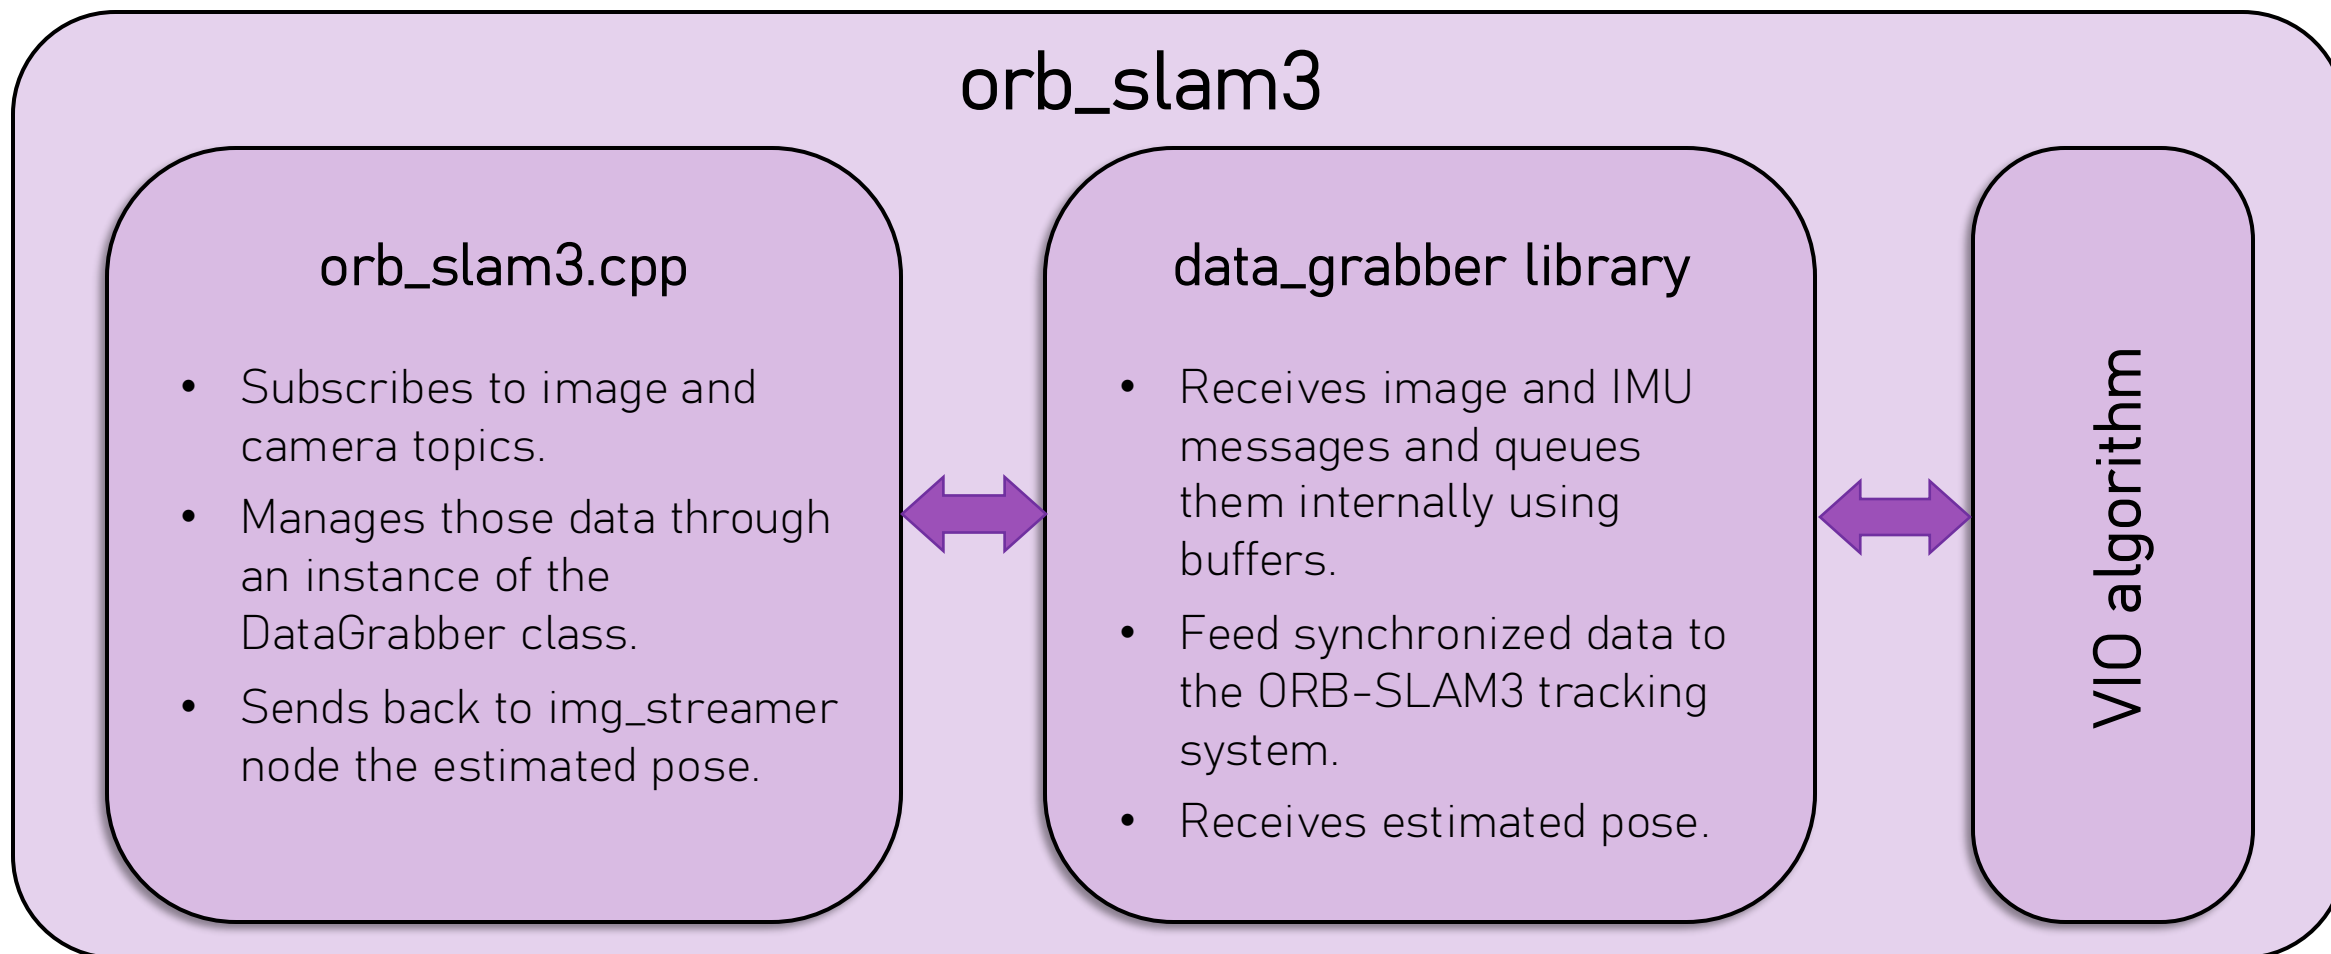 orb_slam3
orb_slam3.cpp
• Subscribes to image and
camera topics.
• Manages those data through
an instance of the
DataGrabber class.
• Sends back to img_streamer
node the estimated pose.
data_grabber library
• Receives image and IMU
messages and queues
them internally using
buffers.
• Feed synchronized data to
the ORB-SLAM3 tracking
system.
• Receives estimated pose.
VIO algorithm